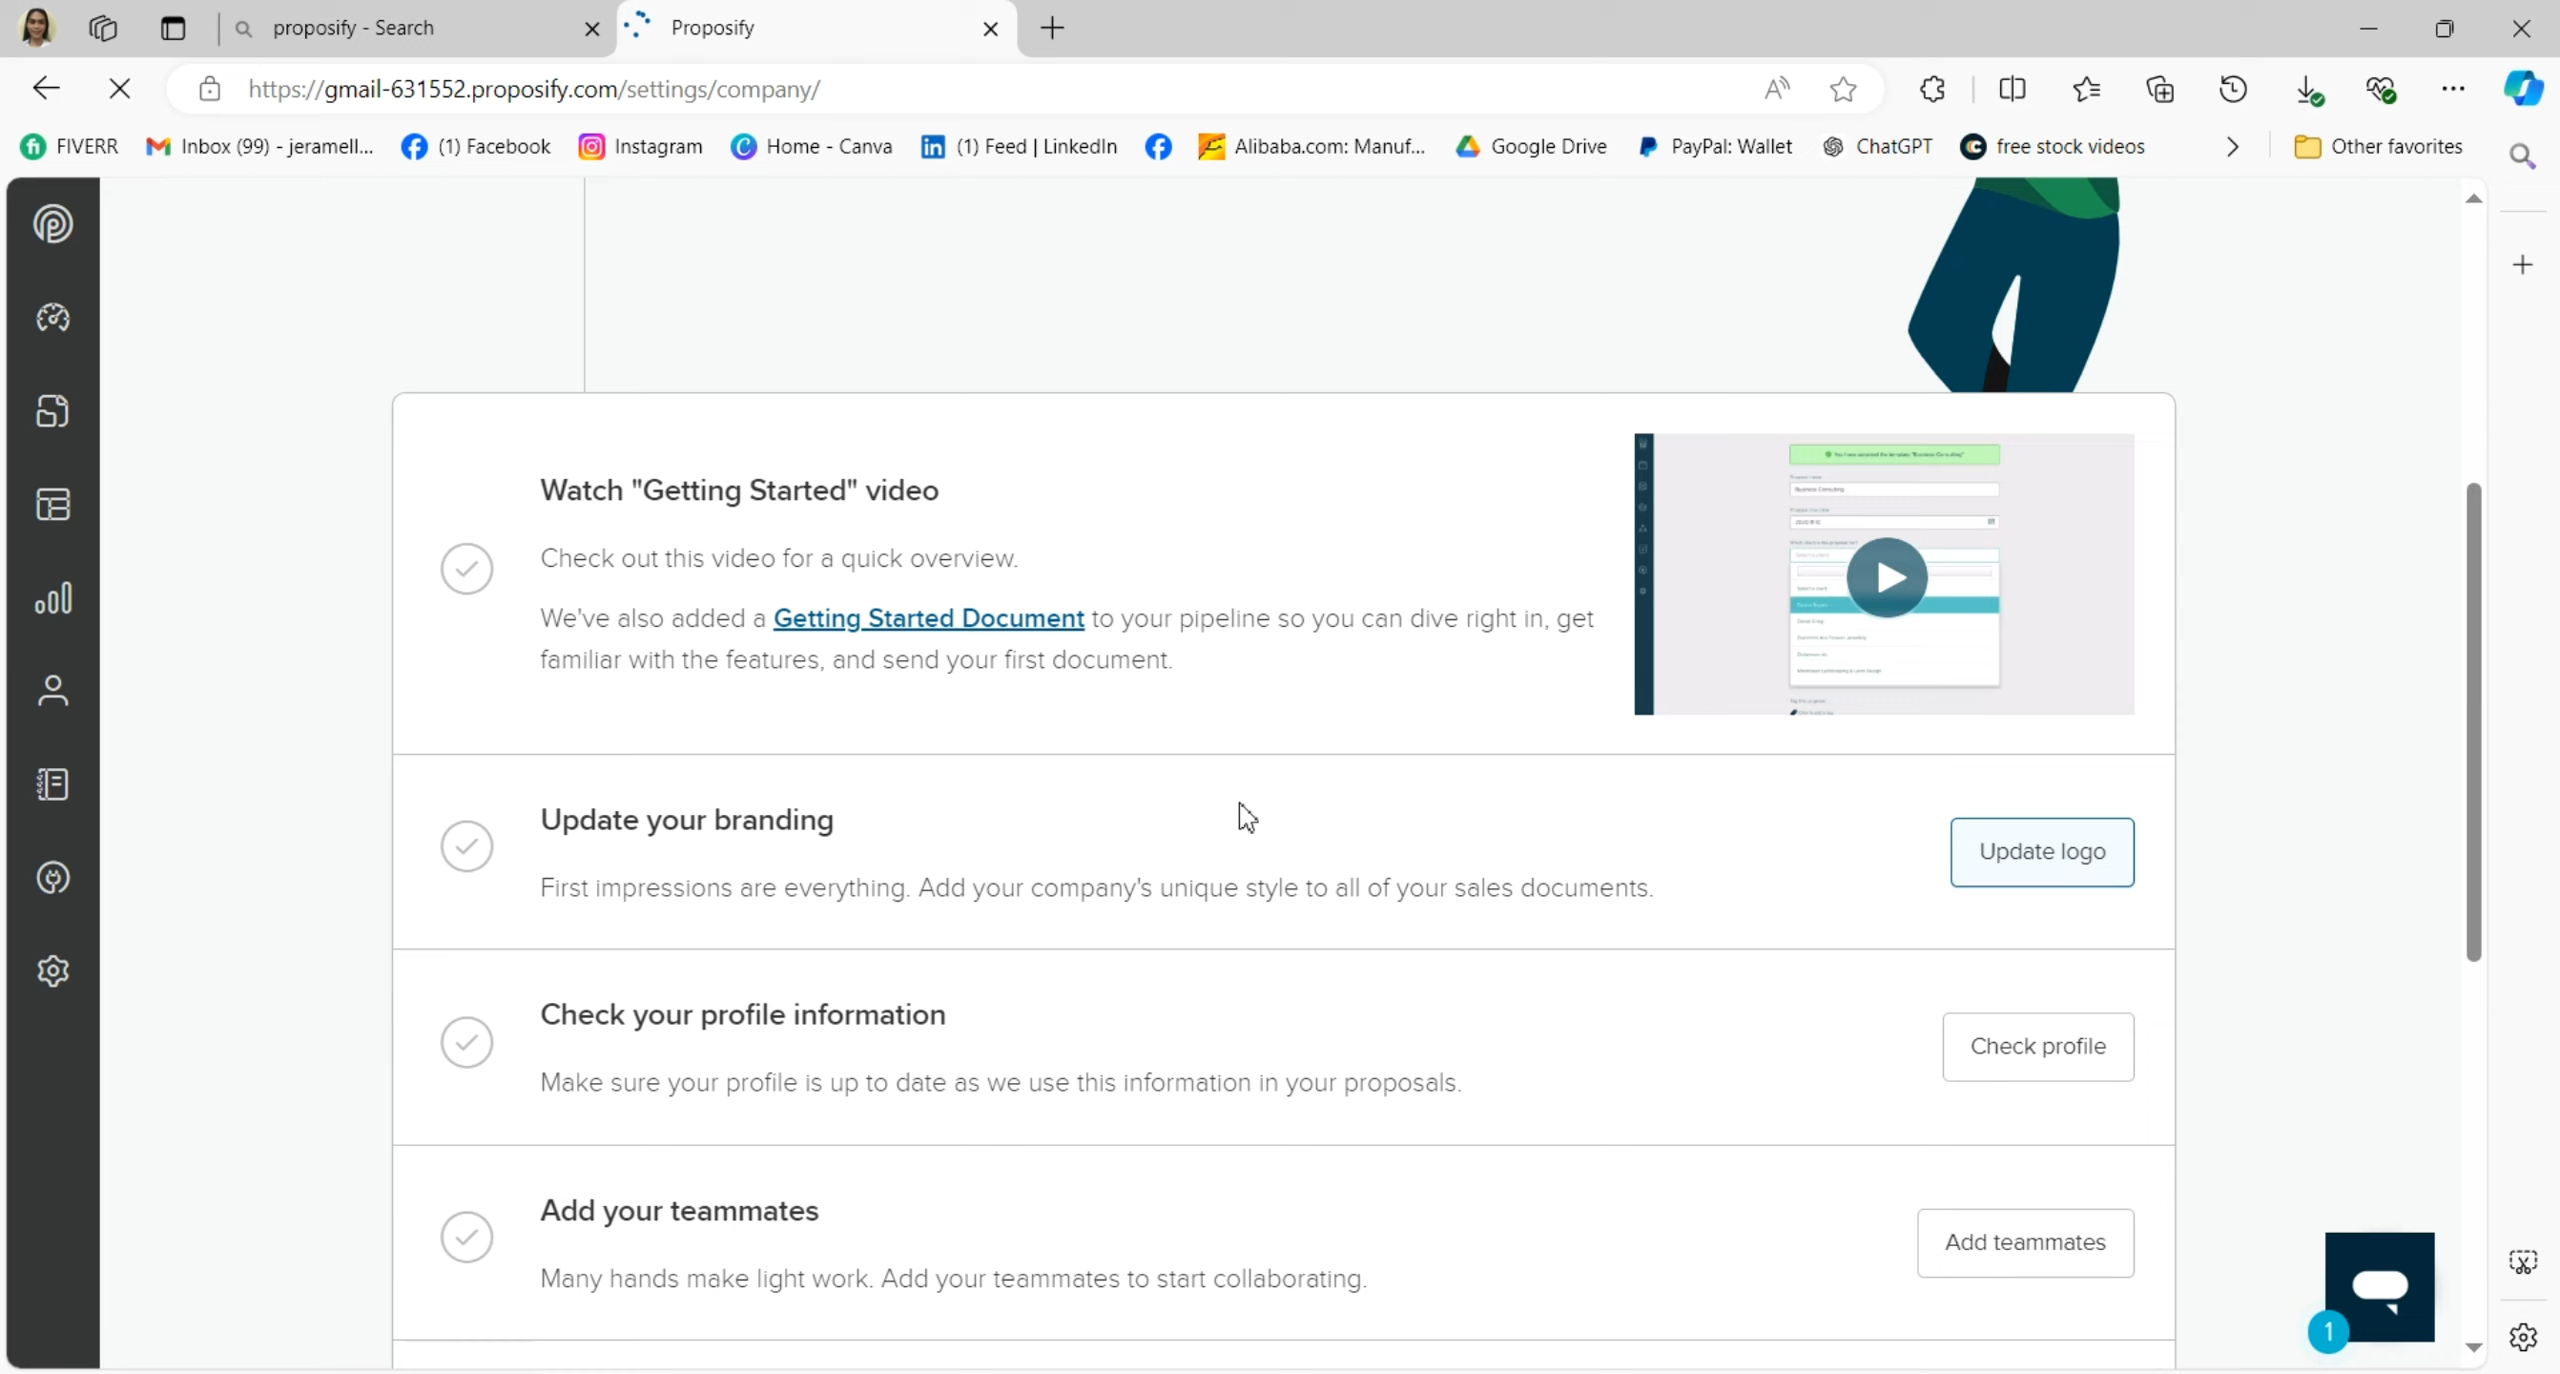 proposify - Search
Proposify
https://gmail-631552.proposify.com/settings/company/
FIVERR
Inbox (99) - jeramell...
(1) Facebook
Instagram
Home - Canva
(1) Feed | LinkedIn
Alibaba.com: Manuf...
Google Drive
PayPal: Wallet
ChatGPT
free stock videos
Other favorites
Watch "Getting Started" video
Check out this video for a quick overview.
We've also added a Getting Started Document to your pipeline so you can dive right in, get
familiar with the features, and send your first document.
Business Consulting
Update your branding
First impressions are everything. Add your company's unique style to all of your sales documents.
Update logo
Check your profile information
Make sure your profile is up to date as we use this information in your proposals.
Check profile
Add your teammates
Many hands make light work. Add your teammates to start collaborating.
Add teammates
1